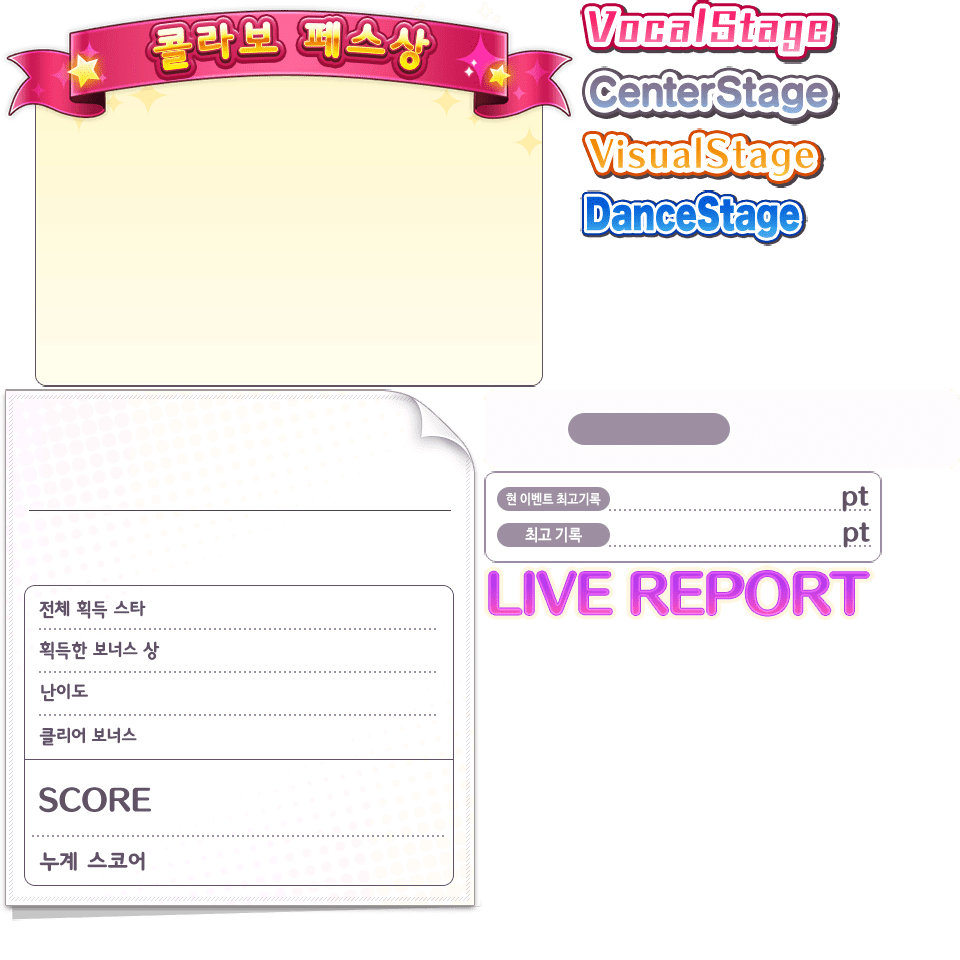 콜라보 페스상
VocalStage
CenterStage
VisualStage
DanceStage
현 이벤트 최고기록 pt
최고 기록 pt
LIVE REPORT
전체 획득 스타
획득한 보너스 상
난이도
클리어 보너스
SCORE
누계 스코어